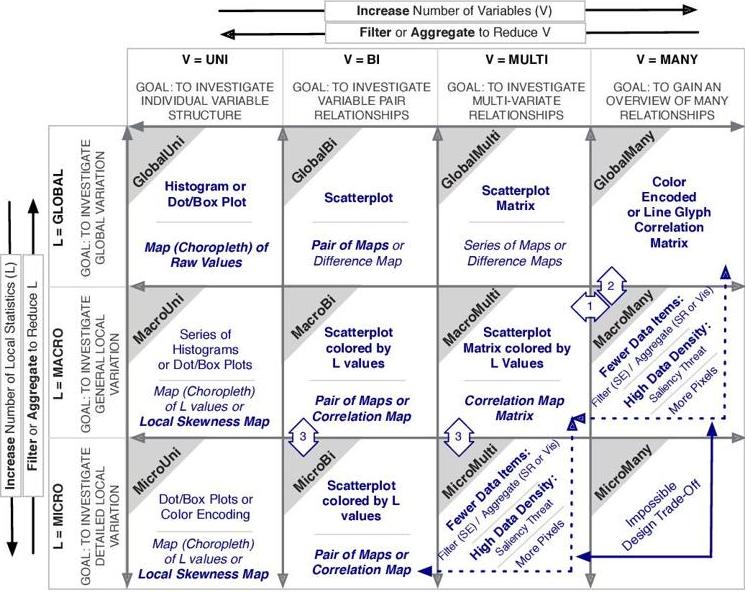 Increase Number of Variables (V)
Filter or Aggregate to Reduce V
V = UNI
GOAL: TO INVESTIGATE
INDIVIDUAL VARIABLE
STRUCTURE
V = BI
GOAL: TO INVESTIGATE
VARIABLE PAIR
RELATIONSHIPS
V = MULTI
GOAL: TO INVESTIGATE
MULTI-VARIATE
RELATIONSHIPS
V = MANY
GOAL: TO GAIN AN
OVERVIEW OF MANY
RELATIONSHIPS
Increase Number of Local Statistics (L)
Filter or Aggregate to Reduce L
L = GLOBAL
GOAL: TO INVESTIGATE
GLOBAL VARIATION
GlobalUni
Histogram or
Dot/Box Plot
Map (Choropleth) of
Raw Values
GlobalBi
Scatterplot
Pair of Maps or
Difference Map
GlobalMulti
Scatterplot
Matrix
Series of Maps or
Difference Maps
GlobalMany
Color
Encoded
or Line Glyph
Correlation
Matrix
L = MACRO
GOAL: TO INVESTIGATE
GENERAL LOCAL
VARIATION
MacroUni
Series of
Histograms
or Dot/Box Plots
Map (Choropleth)
of L values or
Local Skewness Map
MacroBi
Scatterplot
colored by
L values
Pair of Maps or
Correlation Map
MacroMulti
Scatterplot
Matrix colored by
L Values
Correlation Map
Matrix
1
2
MacroMany
Fewer Data Items:
Filter (SE) / Aggregate (SR or Vis)
High Data Density:
Saliency Threat
More Pixels
L = MICRO
GOAL: TO INVESTIGATE
DETAILED LOCAL
VARIATION
MicroUni
Dot/Box Plots or
Color Encoding
Map (Choropleth)
of L values or
Local Skewness Map
3
MicroBi
Scatterplot
colored by L
values
Pair of Maps or
Correlation Map
3
MicroMulti
Fewer Data Items:
Filter (SE) / Aggregate (SR or Vis)
High Data Density:
Saliency Threat
More Pixels
MicroMany
Impossible
Design Trade-Off